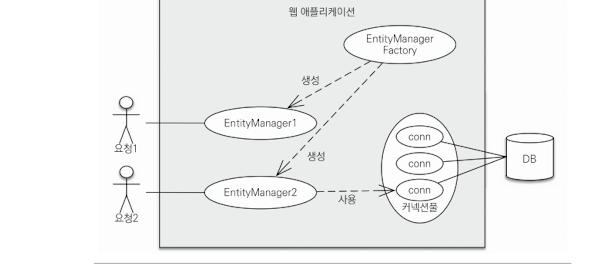 웹 애플리케이션
EntityManager
Factory
생성
요청1
EntityManager1
conn
생성
conn
DB
요청2
EntityManager2
사용
conn
커넥션풀